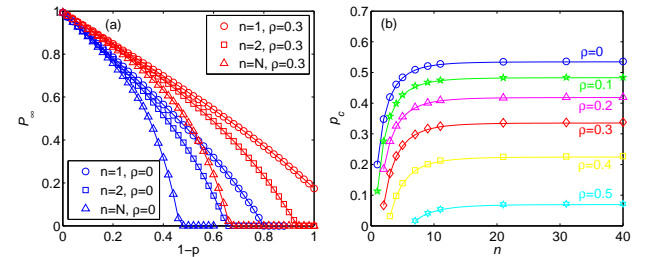 (a)
n=1, ρ=0.3
n=2, ρ=0.3
n=N, ρ=0.3
n=1, ρ=0
n=2, ρ=0
n=N, ρ=0
P∞
1
0.8
0.6
0.4
0.2
0
0 0.2 0.4 0.6 0.8 1
1−p
(b)
ρ=0
ρ=0.1
ρ=0.2
ρ=0.3
ρ=0.4
ρ=0.5
pc
0.7
0.6
0.5
0.4
0.3
0.2
0.1
0
0 10 20 30 40
n